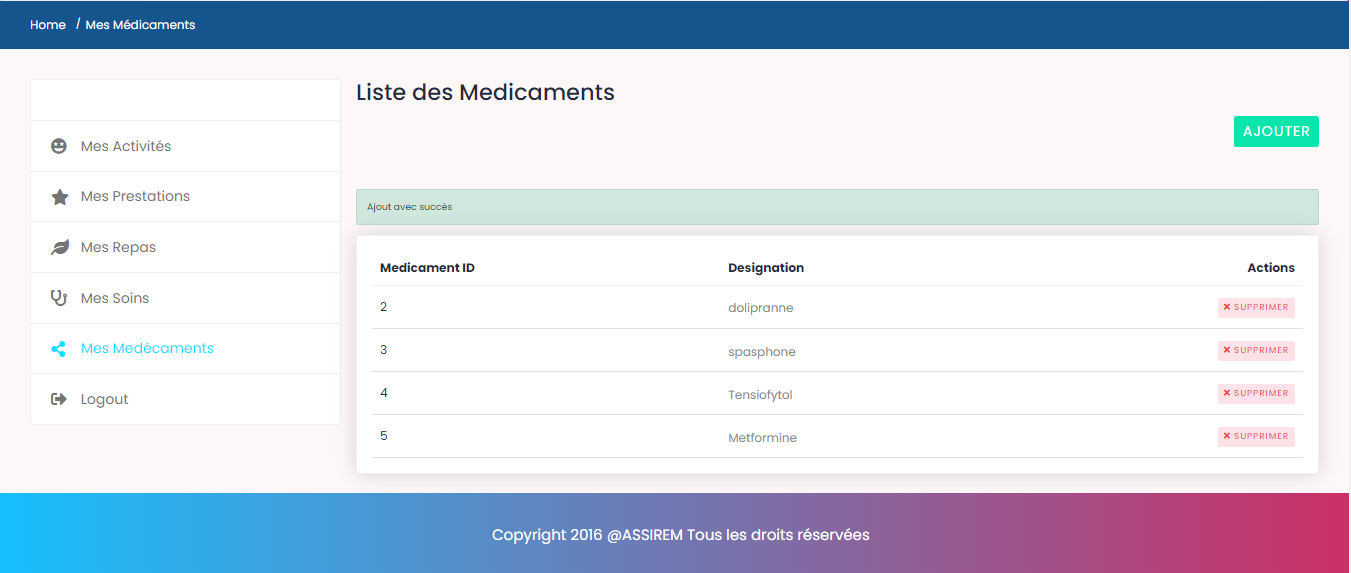 Home / Mes Médicaments
Liste des Medicaments
AJOUTER
Mes Activités
Mes Prestations
Mes Repas
Mes Soins
Mes Medécaments
Logout
Ajout avec succès
Medicament ID Designation Actions
2 dolipranne SUPPRIMER
3 spasphone SUPPRIMER
4 Tensiofytol SUPPRIMER
5 Metformine SUPPRIMER
Copyright 2016 @ASSIREM Tous les droits réservées